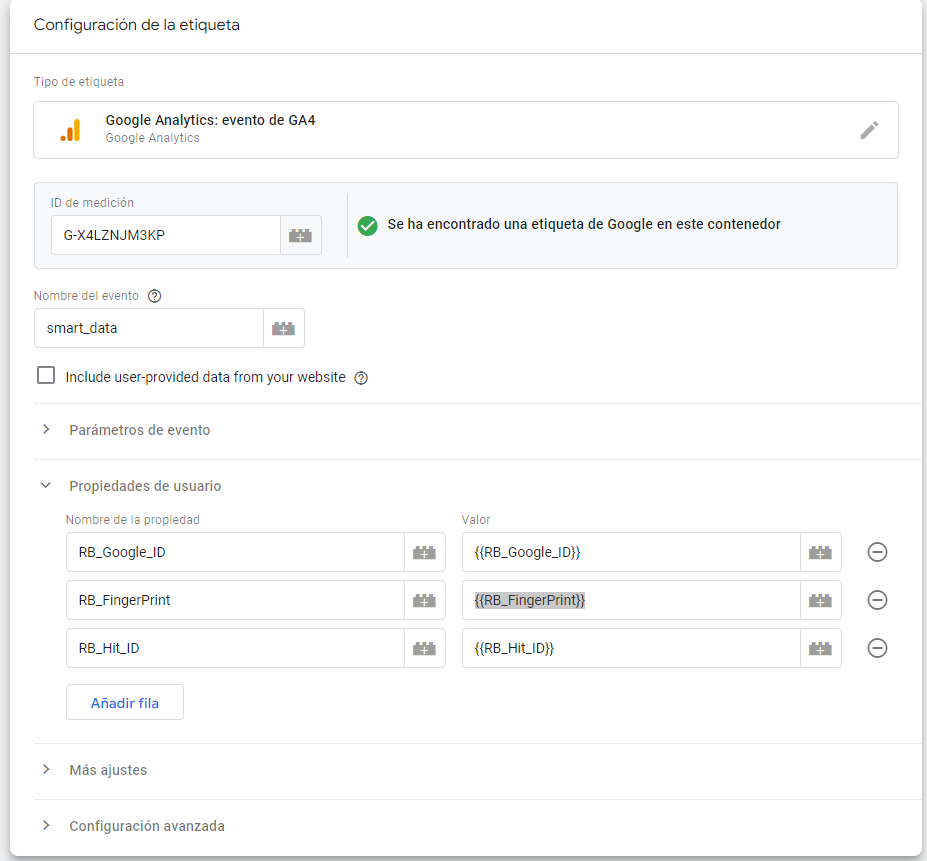 Configuración de la etiqueta
Tipo de etiqueta
Google Analytics: evento de GA4
Google Analytics
ID de medición
G-X4LZNJM3KP
Se ha encontrado una etiqueta de Google en este contenedor
Nombre del evento
smart_data
Include user-provided data from your website
Parámetros de evento
Propiedades de usuario
Nombre de la propiedad Valor
RB_Google_ID {{RB_Google_ID}}
RB_FingerPrint {{RB_FingerPrint}}
RB_Hit_ID {{RB_Hit_ID}}
Añadir fila
Más ajustes
Configuración avanzada